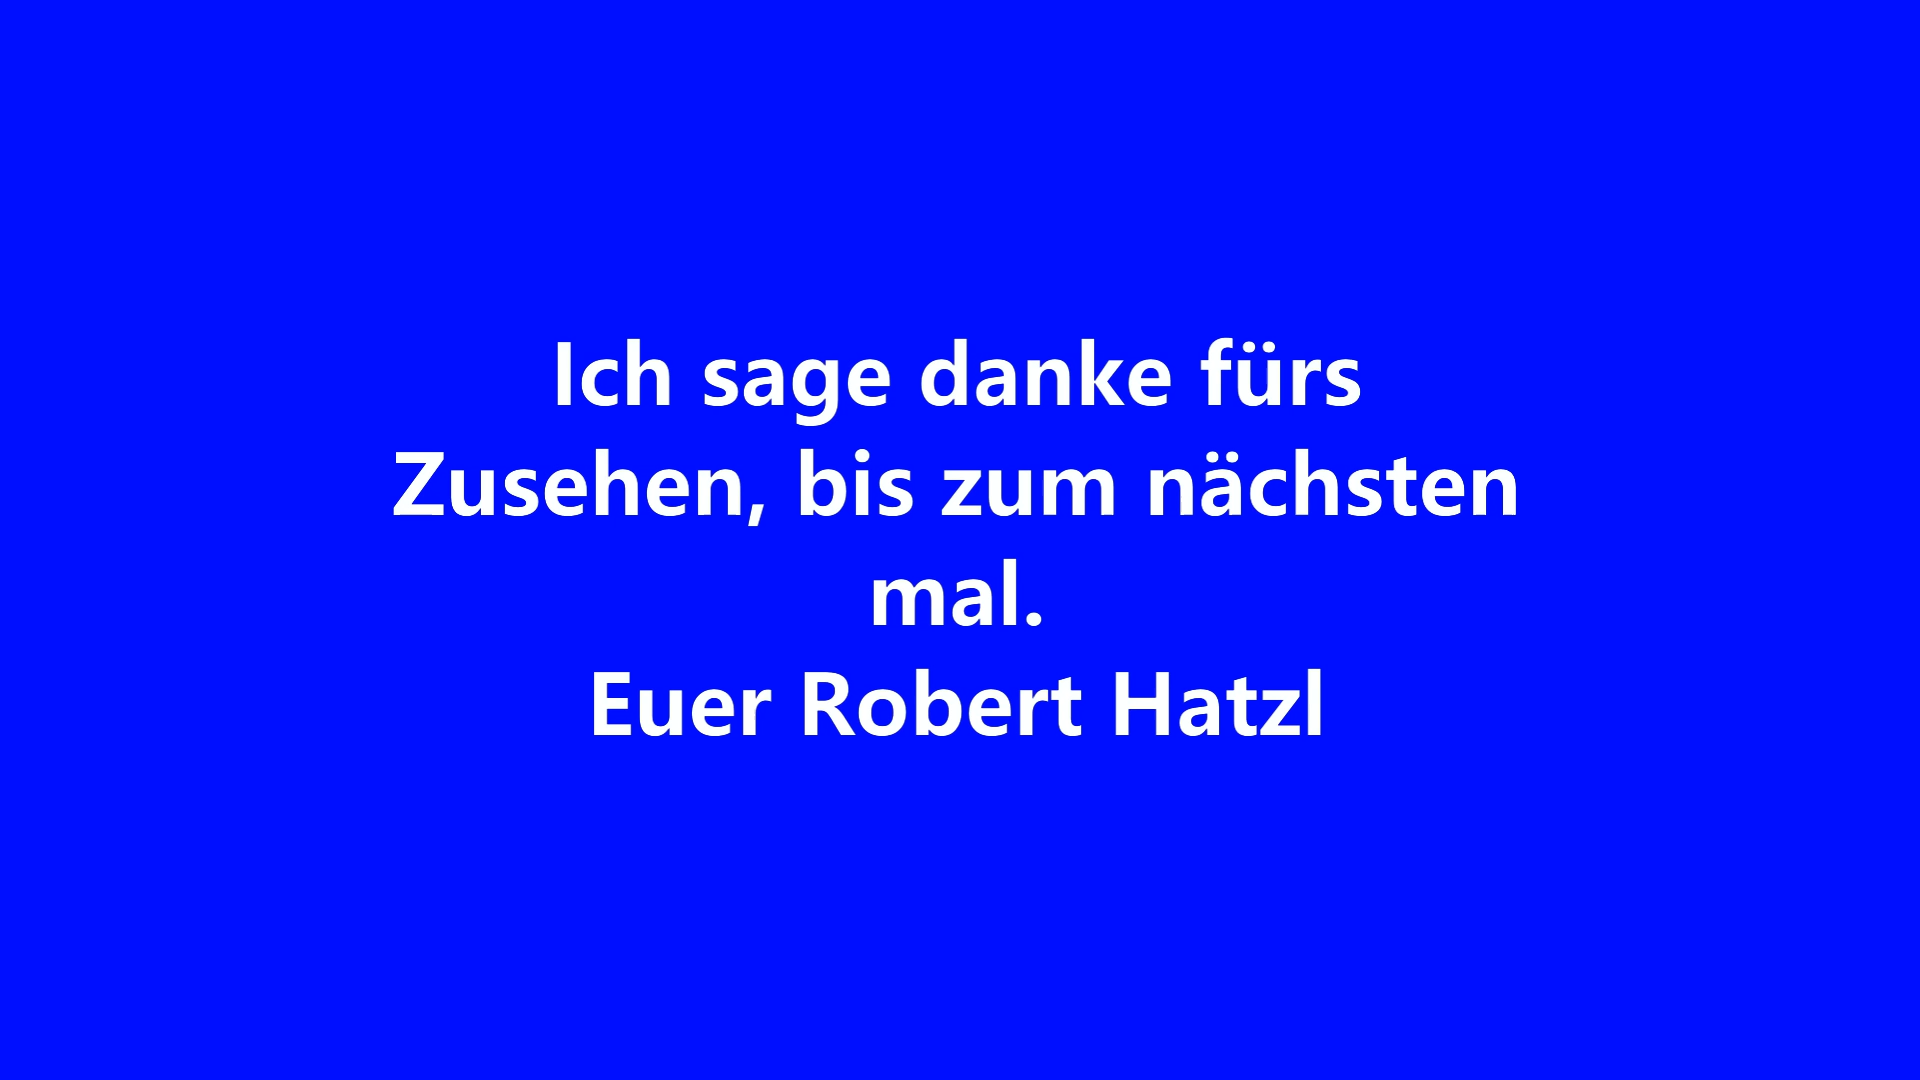 Ich sage danke fürs
Zusehen, bis zum nächsten
mal.
Euer Robert Hatzl